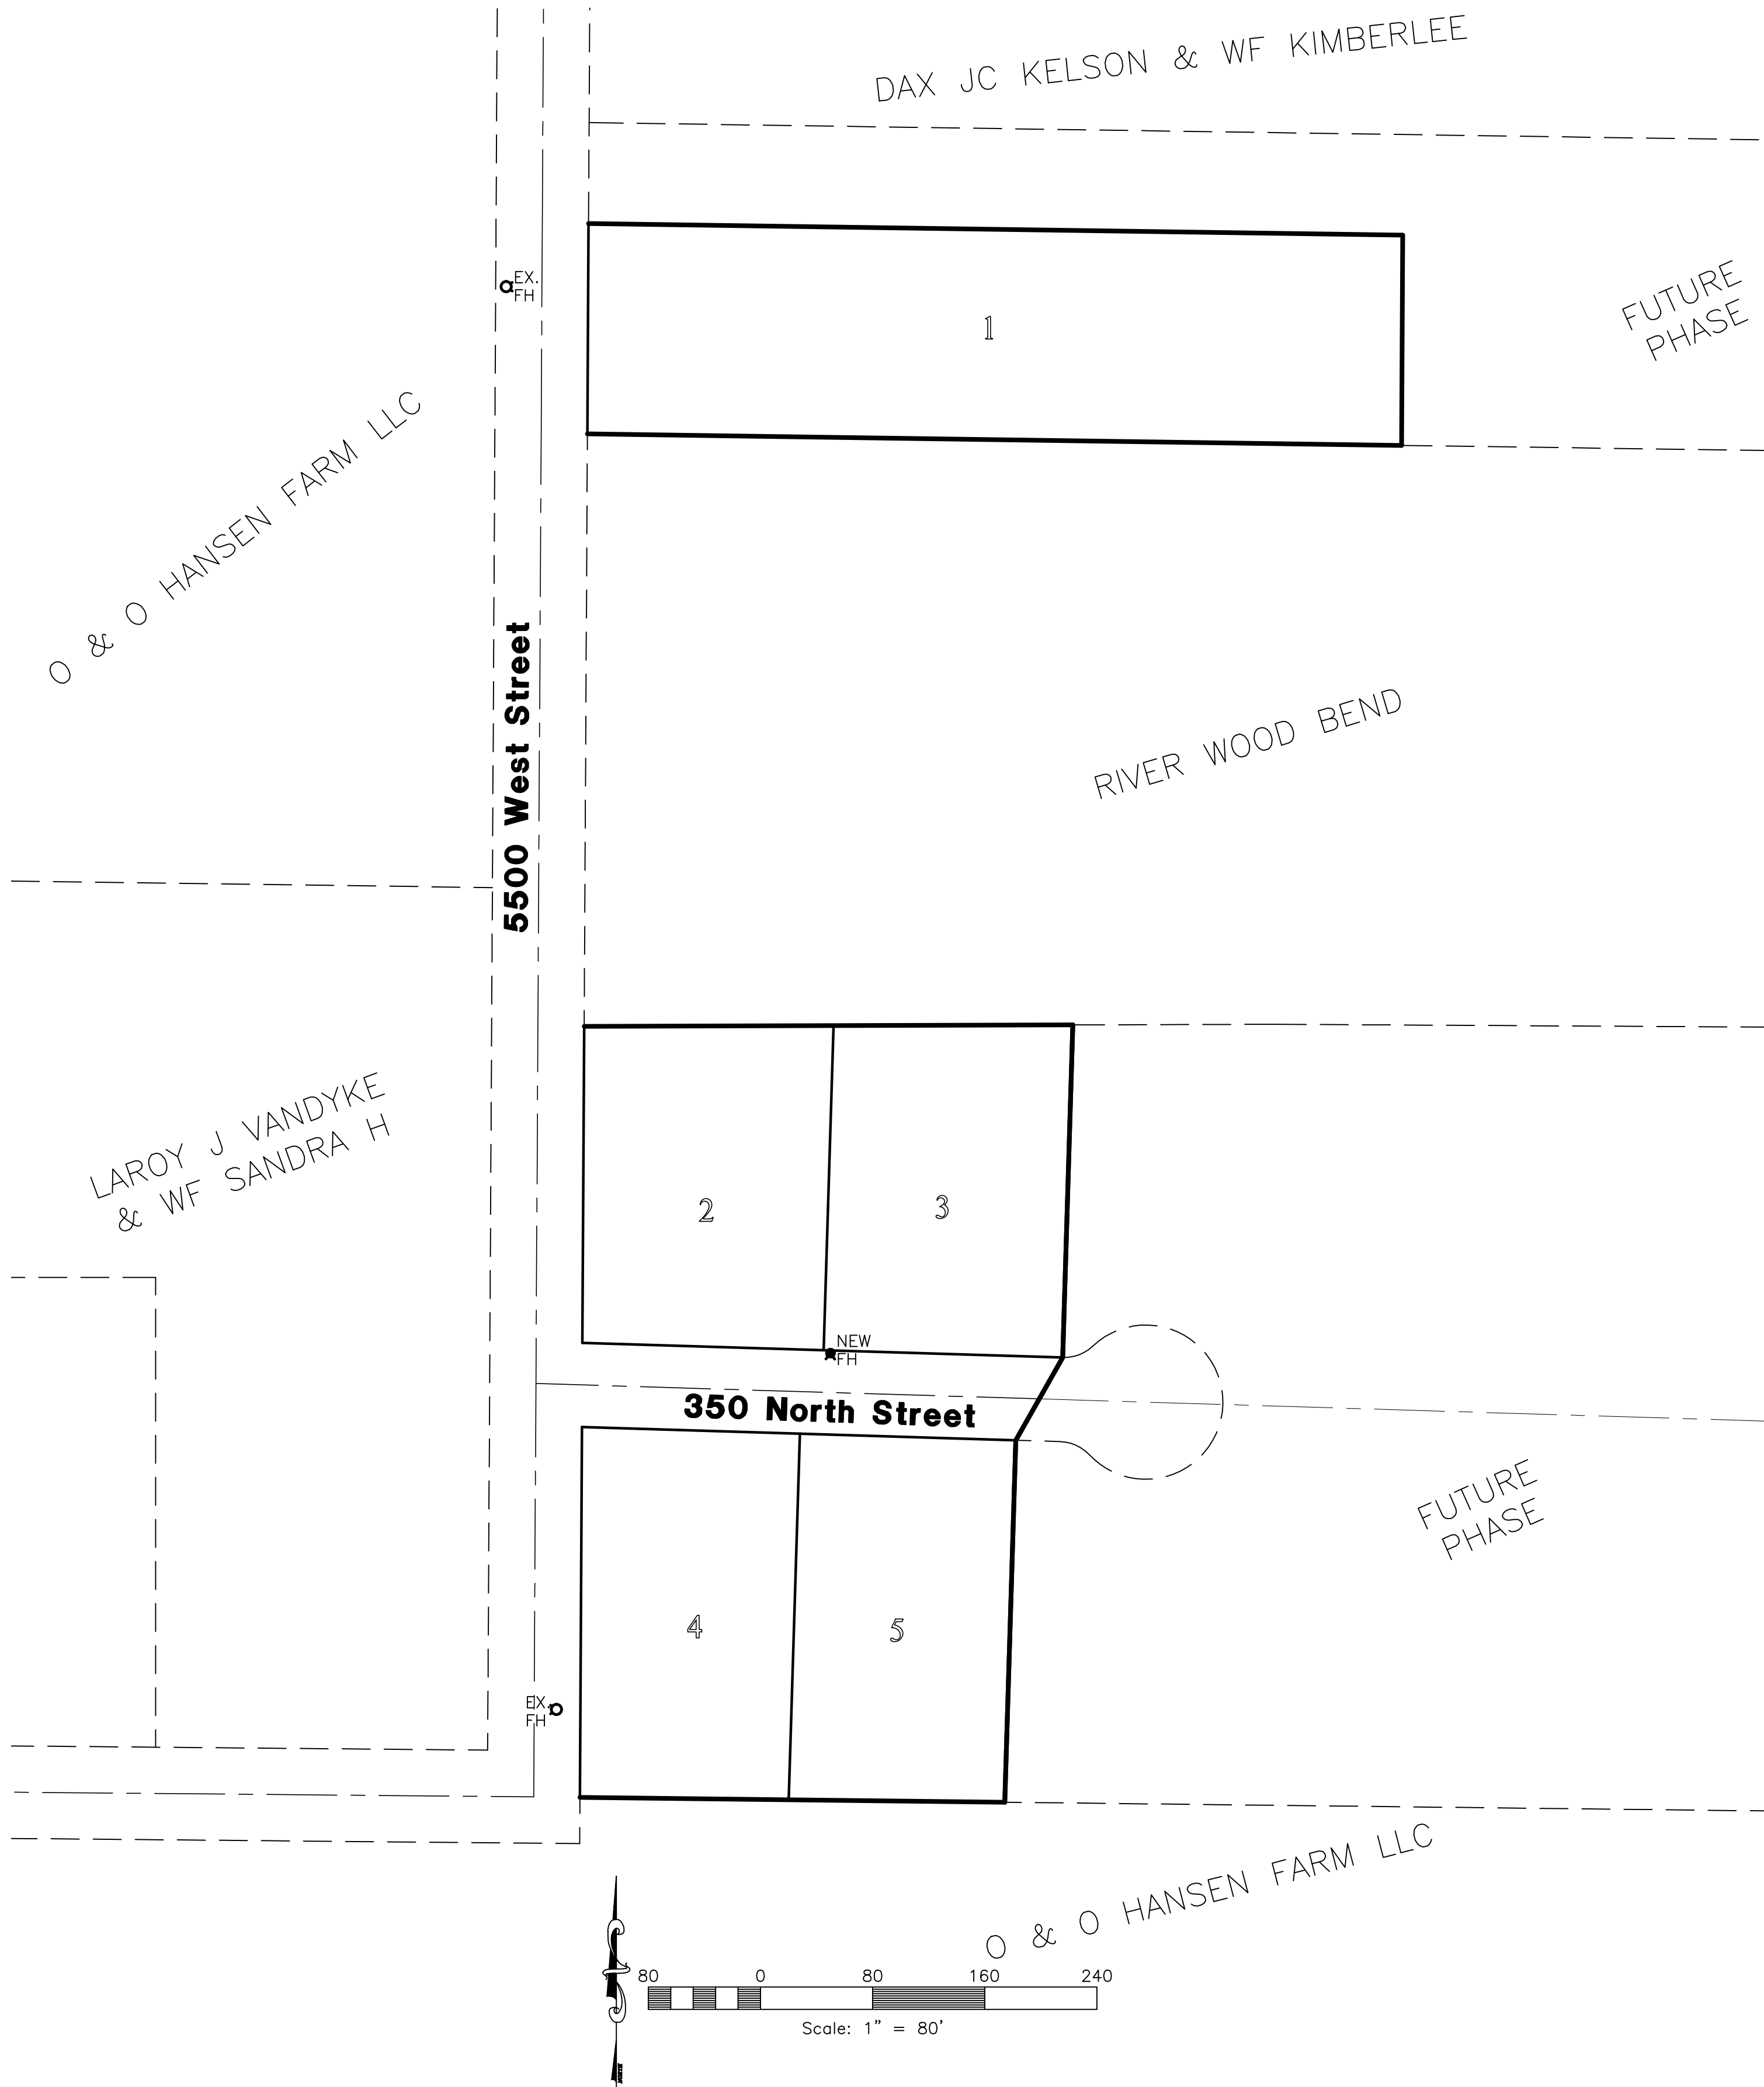 DAX JC KELSON & WF KIMBERLEE
EX.
FH
1
FUTURE
PHASE
O & O HANSEN FARM LLC
5500 West Street
RIVER WOOD BEND
LAROY J VANDYKE
& WF SANDRA H
2
3
NEW
FH
350 North Street
FUTURE
PHASE
4
5
EX.
FH
O & O HANSEN FARM LLC
80 0 80 160 240
Scale: 1" = 80'